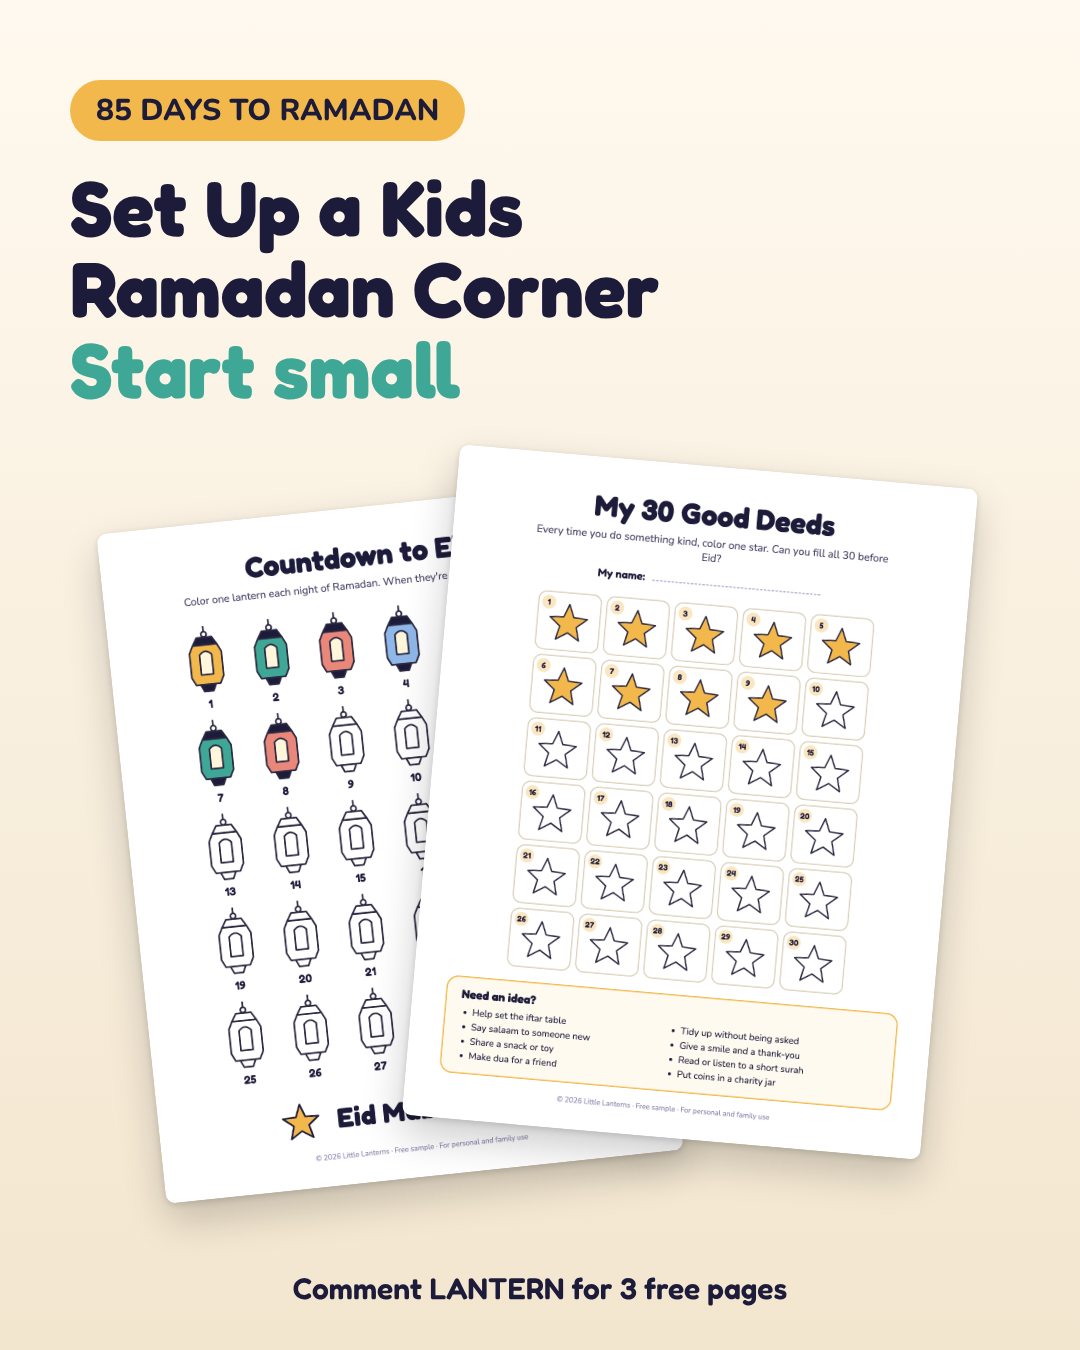 85 DAYS TO RAMADAN
Set Up a Kids
Ramadan Corner
Start small
Countdown to
Color one lantern each night of Ramadan. When they're
1
2
3
4
7
8
9
10
13
14
15
19
20
21
25
26
27
Eid
© 2026 Little Lanterns · Free sample · For personal and family use
My 30 Good Deeds
Every time you do something kind, color one star. Can you fill all 30 before
Eid?
My name:
1 2 3 4 5
6 7 8 9 10
11 12 13 14 15
16 17 18 19 20
21 22 23 24 25
26 27 28 29 30
Need an idea?
• Help set the iftar table
• Say salaam to someone new
• Share a snack or toy
• Make dua for a friend
• Tidy up without being asked
• Give a smile and a thank-you
• Read or listen to a short surah
• Put coins in a charity jar
© 2026 Little Lanterns · Free sample · For personal and family use
Comment LANTERN for 3 free pages